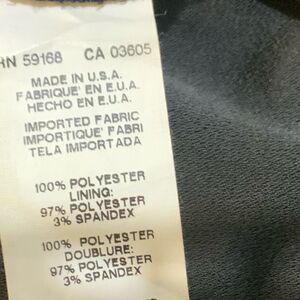 RN 59168 CA 03605
MADE IN U.S.A.
FABRIQUE' EN E.U.A.
HECHO EN E.U.A.
IMPORTED FABRIC
IMPORTIQUE' FABRI
TELA IMPORTADA
100% POLYESTER
LINING:
97% POLYESTER
3% SPANDEX
100% POLYESTER
DOUBLURE:
97% POLYESTER
3% SPANDEX